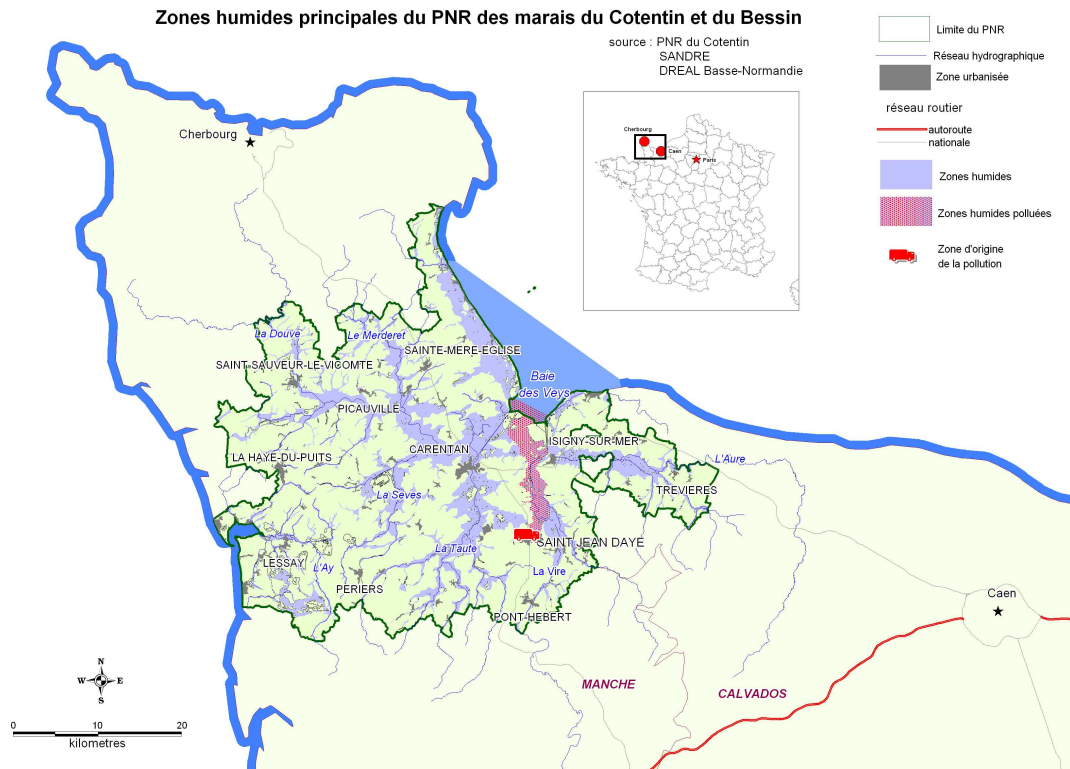 Zones humides principales du PNR des marais du Cotentin et du Bessin
source : PNR du Cotentin
SANDRE
DREAL Basse-Normandie
Limite du PNR
Réseau hydrographique
Zone urbanisée
réseau routier
autoroute
nationale
Zones humides
Zones humides polluées
Zone d'origine
de la pollution
Cherbourg
Caen
Paris
Cherbourg
La Douve
Le Merderet
SAINTE-MERE-EGLISE
SAINT-SAUVEUR-LE-VICOMTE
Baie
des Veys
PICAUVILLE
ISIGNY-SUR-MER
CARENTAN
LA HAYE-DU-PUITS
L'Aure
TREVIERES
La Sèves
SAINT JEAN DAYE
La Taute
LESSAY
L'Ay
La Vire
PERIERS
PONT-HEBERT
Caen
MANCHE
CALVADOS
N
W E
S
0 10 20
kilometres